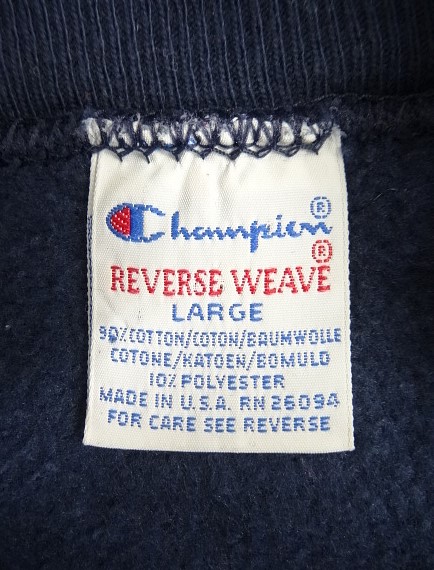 Champion®
REVERSE WEAVE®
LARGE
90%COTTON/COTON/BAUMWOLLE
COTONE/KATOEN/BOMULD
10% POLYESTER
MADE IN U.S.A. RN 26094
FOR CARE SEE REVERSE